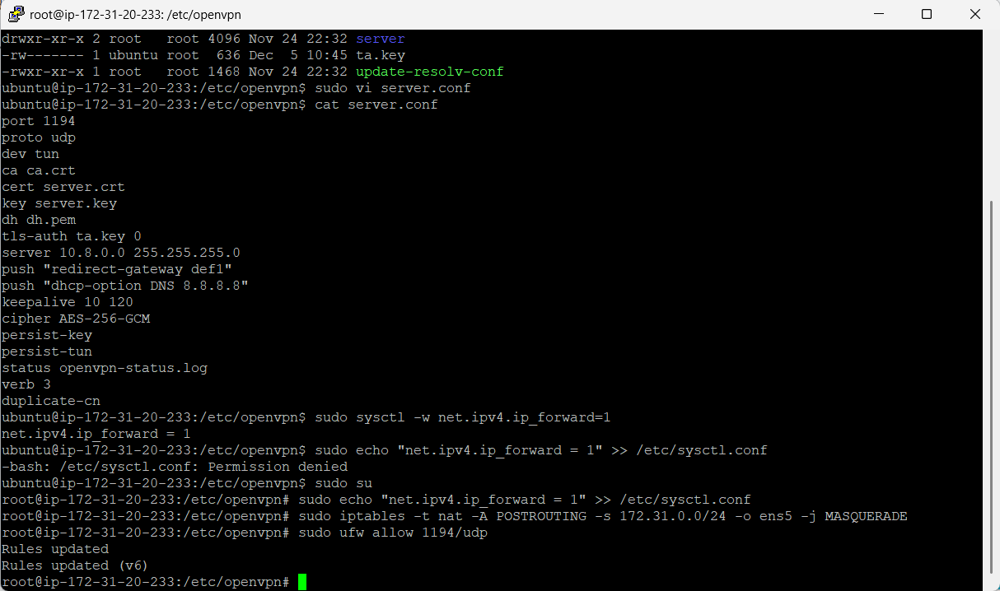 root@ip-172-31-20-233: /etc/openvpn
drwxr-xr-x 2 root   root 4096 Nov 24 22:32 server
-rw------- 1 ubuntu root  636 Dec  5 10:45 ta.key
-rwxr-xr-x 1 root   root 1468 Nov 24 22:32 update-resolv-conf
ubuntu@ip-172-31-20-233:/etc/openvpn$ sudo vi server.conf
ubuntu@ip-172-31-20-233:/etc/openvpn$ cat server.conf
port 1194
proto udp
dev tun
ca ca.crt
cert server.crt
key server.key
dh dh.pem
tls-auth ta.key 0
server 10.8.0.0 255.255.255.0
push "redirect-gateway def1"
push "dhcp-option DNS 8.8.8.8"
keepalive 10 120
cipher AES-256-GCM
persist-key
persist-tun
status openvpn-status.log
verb 3
duplicate-cn
ubuntu@ip-172-31-20-233:/etc/openvpn$ sudo sysctl -w net.ipv4.ip_forward=1
net.ipv4.ip_forward = 1
ubuntu@ip-172-31-20-233:/etc/openvpn$ sudo echo "net.ipv4.ip_forward = 1" >> /etc/sysctl.conf
-bash: /etc/sysctl.conf: Permission denied
ubuntu@ip-172-31-20-233:/etc/openvpn$ sudo su
root@ip-172-31-20-233:/etc/openvpn# sudo echo "net.ipv4.ip_forward = 1" >> /etc/sysctl.conf
root@ip-172-31-20-233:/etc/openvpn# sudo iptables -t nat -A POSTROUTING -s 172.31.0.0/24 -o ens5 -j MASQUERADE
root@ip-172-31-20-233:/etc/openvpn# sudo ufw allow 1194/udp
Rules updated
Rules updated (v6)
root@ip-172-31-20-233:/etc/openvpn#